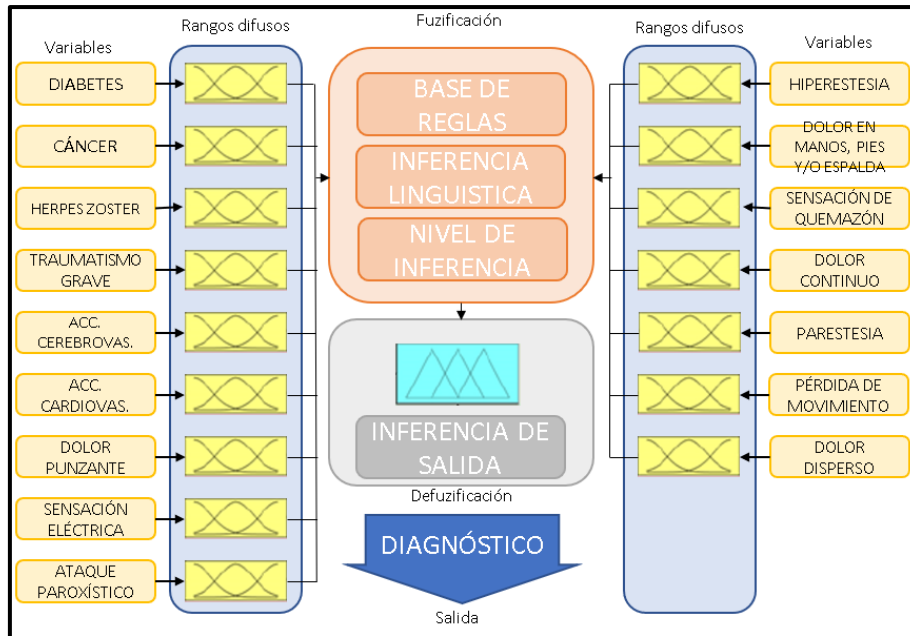 Variables
Rangos difusos
DIABETES
CÁNCER
HERPES ZOSTER
TRAUMATISMO
GRAVE
ACC.
CEREBROVAS.
ACC.
CARDIOVAS.
DOLOR
PUNZANTE
SENSACIÓN
ELÉCTRICA
ATAQUE
PAROXÍSTICO
Fuzificación
BASE DE
REGLAS
INFERENCIA
LINGUISTICA
NIVEL DE
INFERENCIA
INFERENCIA DE
SALIDA
Defuzificación
DIAGNÓSTICO
Salida
Rangos difusos
Variables
HIPERESTESIA
DOLOR EN
MANOS, PIES
Y/O ESPALDA
SENSACIÓN DE
QUEMAZÓN
DOLOR
CONTINUO
PARESTESIA
PÉRDIDA DE
MOVIMIENTO
DOLOR
DISPERSO